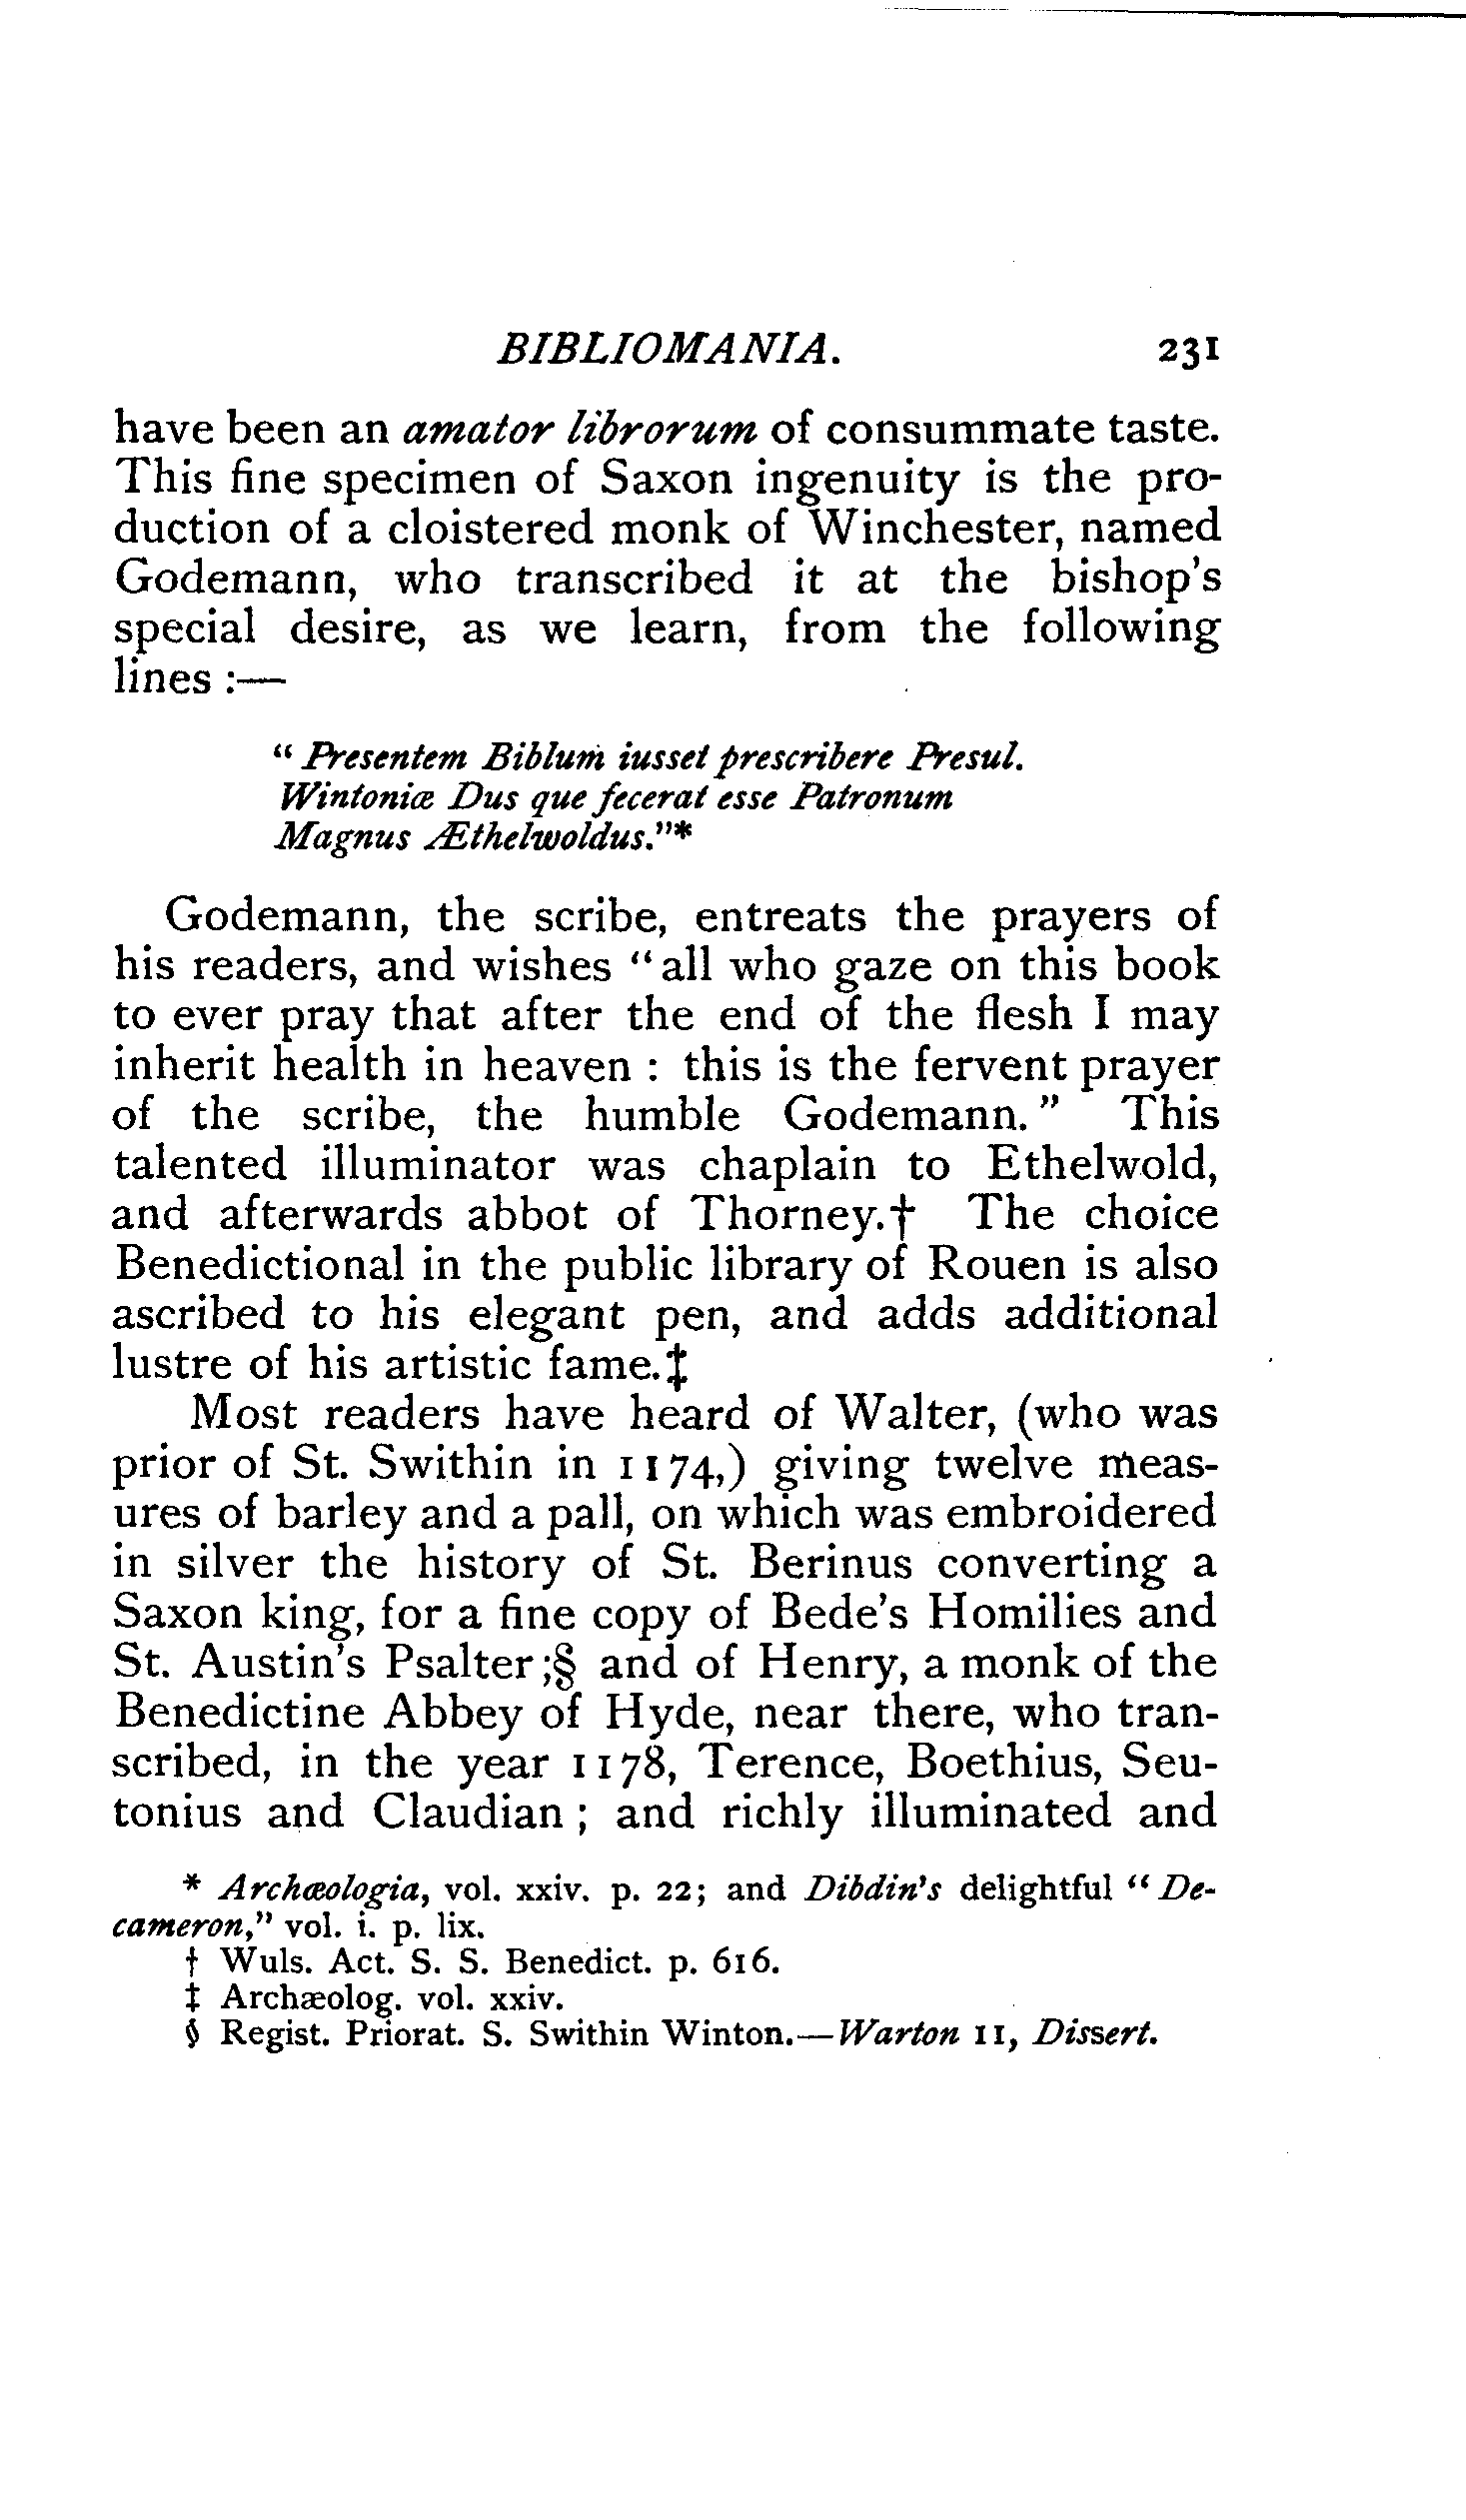 BIBLIOMANIA. 231
have been an amator librorum of consummate taste.
This fine specimen of Saxon ingenuity is the pro-
duction of a cloistered monk of Winchester, named
Godemann, who transcribed it at the bishop's
special desire, as we learn, from the following
lines :—
“ Presentem Biblum iusset prescribere Presul.
Wintoniæ Dus que fecerat esse Patronum
Magnus Æthelwoldus.”*
Godemann, the scribe, entreats the prayers of
his readers, and wishes “ all who gaze on this book
to ever pray that after the end of the flesh I may
inherit health in heaven : this is the fervent prayer
of the scribe, the humble Godemann. ” This
talented illuminator was chaplain to Ethelwold,
and afterwards abbot of Thorney.† The choice
Benedictional in the public library of Rouen is also
ascribed to his elegant pen, and adds additional
lustre of his artistic fame.‡
Most readers have heard of Walter, (who was
prior of St. Swithin in 1174,) giving twelve meas-
ures of barley and a pall, on which was embroidered
in silver the history of St. Berinus converting a
Saxon king, for a fine copy of Bede's Homilies and
St. Austin's Psalter ;§ and of Henry, a monk of the
Benedictine Abbey of Hyde, near there, who tran-
scribed, in the year 1178, Terence, Boethius, Seu-
tonius and Claudian ; and richly illuminated and
* Archæologia, vol. xxiv. p. 22; and Dibdin's delightful “ De-
cameron,” vol. i. p. lix.
† Wuls. Act. S. S. Benedict. p. 616.
‡ Archæolog. vol. xxiv.
§ Regist. Priorat. S. Swithin Winton.—Warton 11, Dissert.